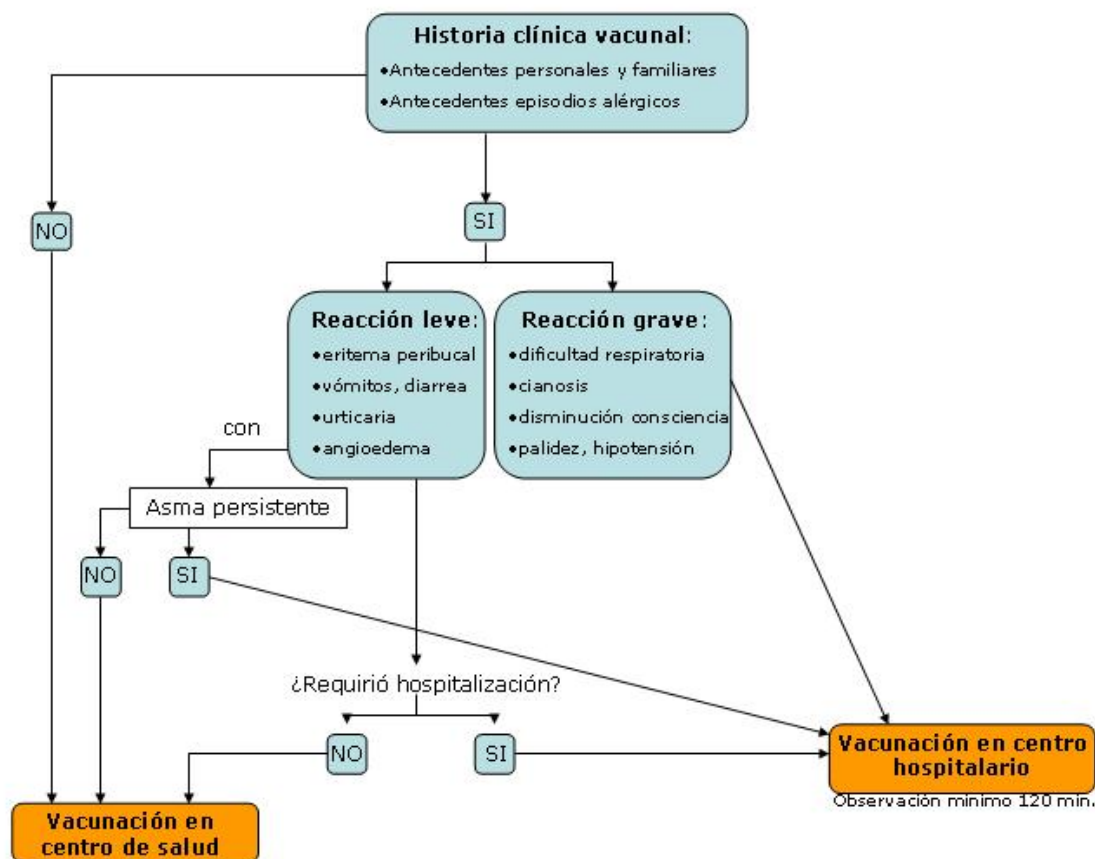 Historia clínica vacunal:
•Antecedentes personales y familiares
•Antecedentes episodios alérgicos
NO
SI
Reacción leve:
•eritema peribucal
•vómitos, diarrea
•urticaria
•angioedema
Reacción grave:
•dificultad respiratoria
•cianosis
•disminución consciencia
•palidez, hipotensión
con
Asma persistente
NO
SI
¿Requirió hospitalización?
NO
SI
Vacunación en centro
hospitalario
Observación mínimo 120 min.
Vacunación en
centro de salud